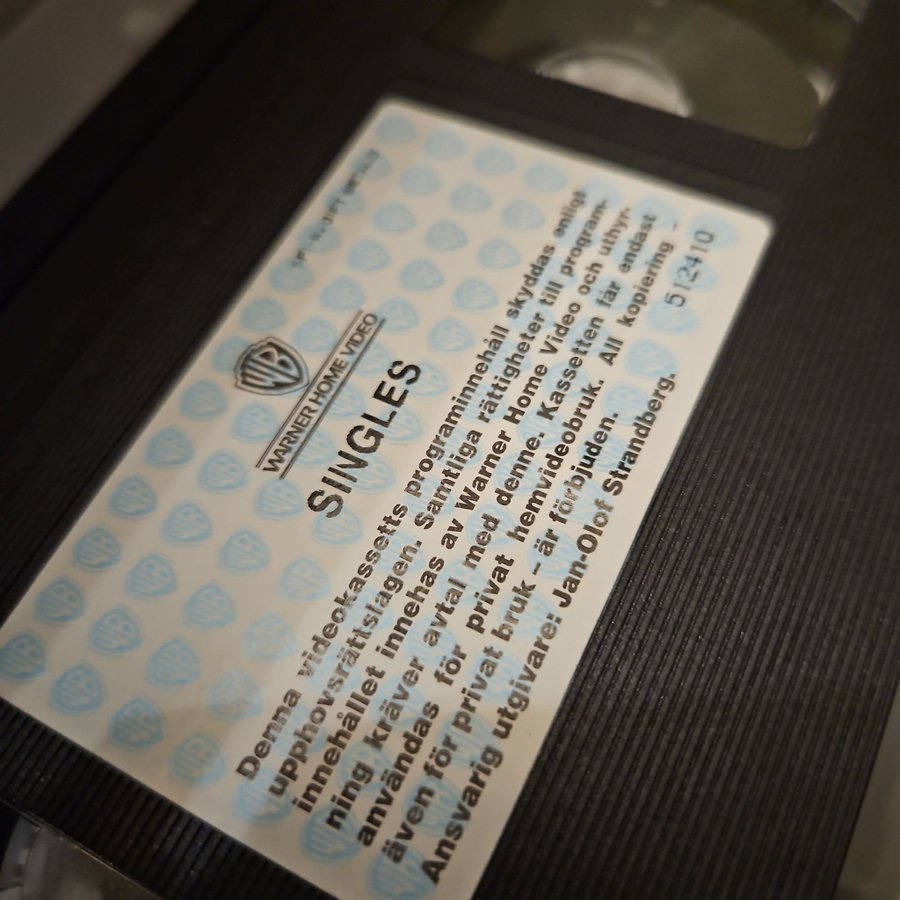 WB
WARNER HOME VIDEO
SINGLES
Denna videokassetts programinnehåll skyddas enligt
upphovsrättslagen. Samtliga rättigheter till program-
innehållet innehas av Warner Home Video och uthyr-
ning kräver avtal med denne. Kassetten får endast
användas för privat hemvideobruk. All kopiering -
även för privat bruk - är förbjuden.
Ansvarig utgivare: Jan-Olof Strandberg.
512410